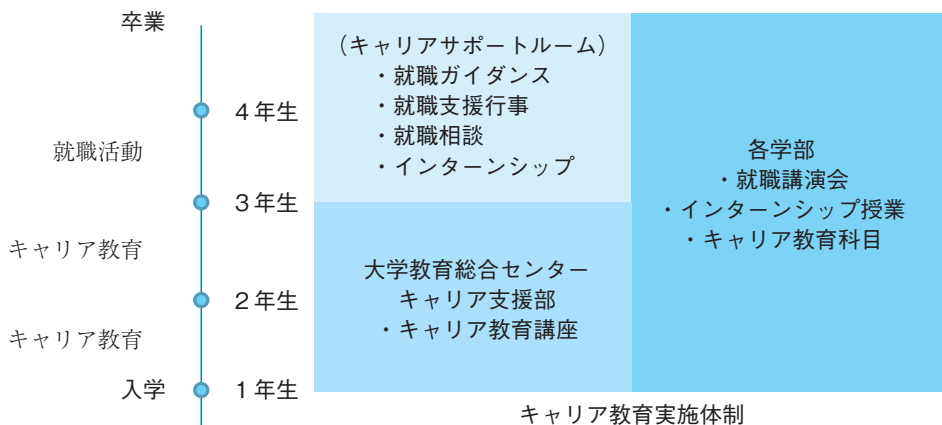 卒業
4年生
就職活動
3年生
キャリア教育
2年生
キャリア教育
入学
1年生
(キャリアサポートルーム)
・就職ガイダンス
・就職支援行事
・就職相談
・インターンシップ
大学教育総合センター
キャリア支援部
・キャリア教育講座
各学部
・就職講演会
・インターンシップ授業
・キャリア教育科目
キャリア教育実施体制